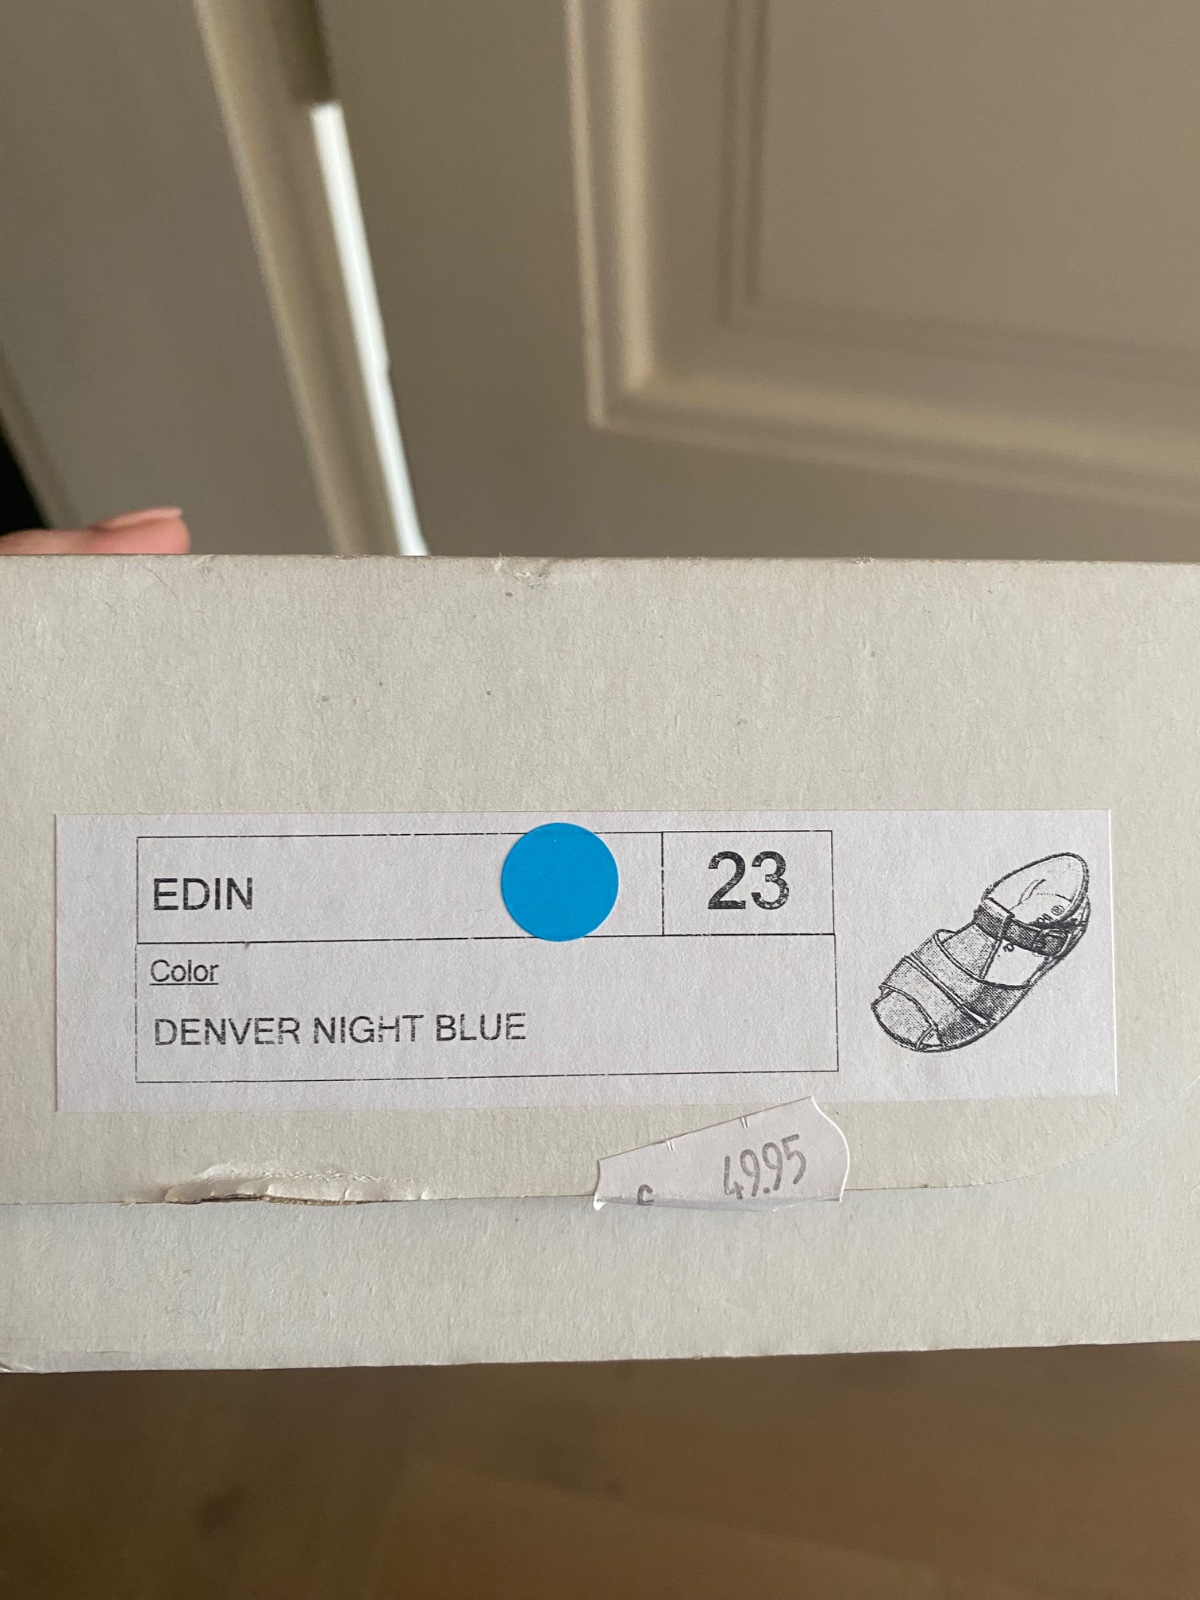 EDIN
23
Color
DENVER NIGHT BLUE
49.95